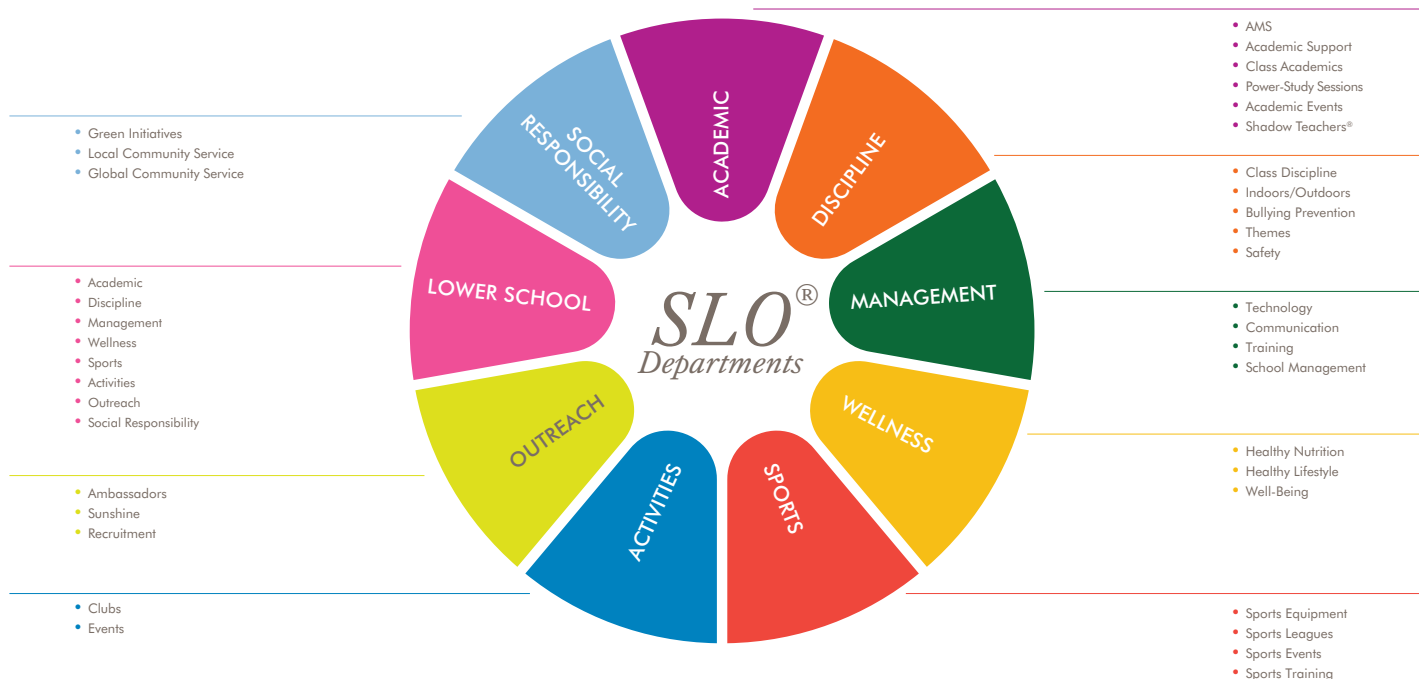 AMS
Academic Support
Class Academics
Power-Study Sessions
Academic Events
Shadow Teachers®
Green Initiatives
Local Community Service
Global Community Service
SOCIAL
RESPONSIBILITY
ACADEMIC
DISCIPLINE
Class Discipline
Indoors/Outdoors
Bullying Prevention
Themes
Safety
Academic
Discipline
Management
Wellness
Sports
Activities
Outreach
Social Responsibility
LOWER SCHOOL
SLO®
Departments
MANAGEMENT
Technology
Communication
Training
School Management
OUTREACH
WELLNESS
Healthy Nutrition
Healthy Lifestyle
Well-Being
Ambassadors
Sunshine
Recruitment
ACTIVITIES
SPORTS
Clubs
Events
Sports Equipment
Sports Leagues
Sports Events
Sports Training